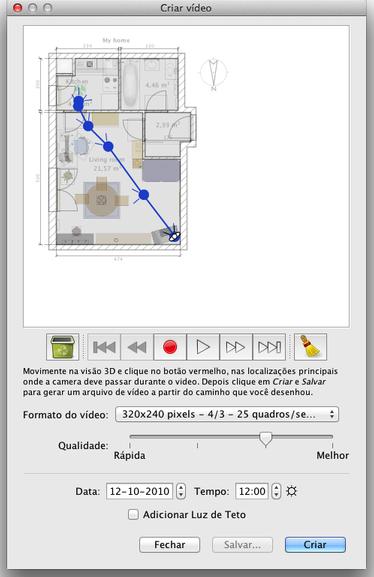 Criar vídeo
My home
Kitchen
4,46 m²
N
2,99 m²
Living room
21,57 m²
Movimente na visão 3D e clique no botão vermelho, nas localizações principais
onde a camera deve passar durante o video. Depois clique em Criar e Salvar
para gerar um arquivo de vídeo a partir do caminho que você desenhou.
Formato do vídeo: 320x240 pixels - 4/3 - 25 quadros/se...
Qualidade:
Rápida Melhor
Data: 12-10-2010 Tempo: 12:00
Adicionar Luz de Teto
Fechar Salvar... Criar